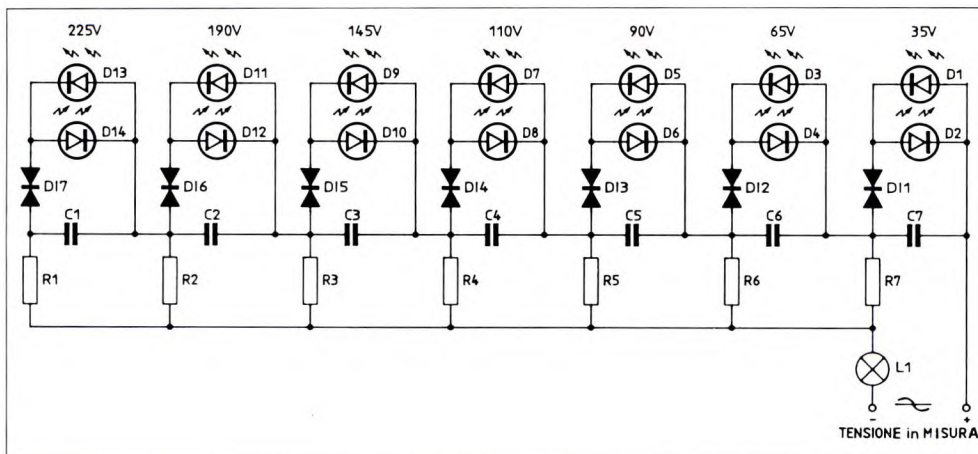 225V 190V 145V 110V 90V 65V 35V
D13 D11 D9 D7 D5 D3 D1
D14 D12 D10 D8 D6 D4 D2
DI7 DI6 DI5 DI4 DI3 DI2 DI1
C1 C2 C3 C4 C5 C6 C7
R1 R2 R3 R4 R5 R6 R7
L1
- +
TENSIONE in MISURA